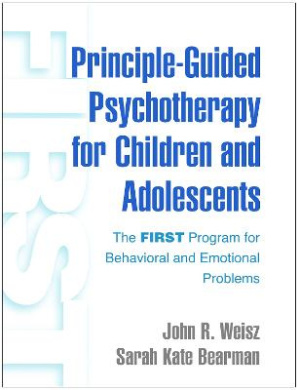 FIRST
Principle-Guided
Psychotherapy
for Children and
Adolescents
The FIRST Program for
Behavioral and Emotional
Problems
John R. Weisz
Sarah Kate Bearman